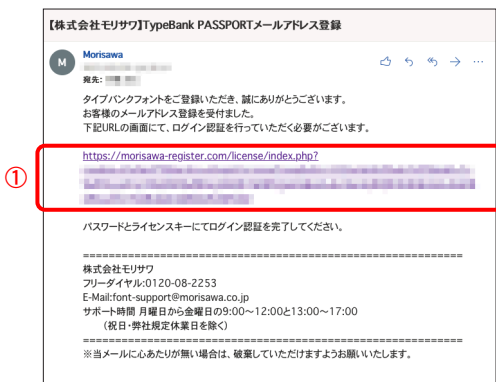 【株式会社モリサワ】TypeBank PASSPORTメールアドレス登録
M
Morisawa
宛先:
タイプバンクフォントをご登録いただき、誠にありがとうございます。
お客様のメールアドレス登録を受付ました。
下記URLの画面にて、ログイン認証を行っていただく必要がございます。
①
https://morisawa-register.com/license/index.php?
パスワードとライセンスキーにてログイン認証を完了してください。
============================================================
株式会社モリサワ
フリーダイヤル:0120-08-2253
E-Mail:font-support@morisawa.co.jp
サポート時間 月曜日から金曜日の9:00～12:00と13:00～17:00
（祝日・弊社規定休業日を除く）
============================================================
※当メールに心あたりが無い場合は、破棄していただけますようお願いいたします。